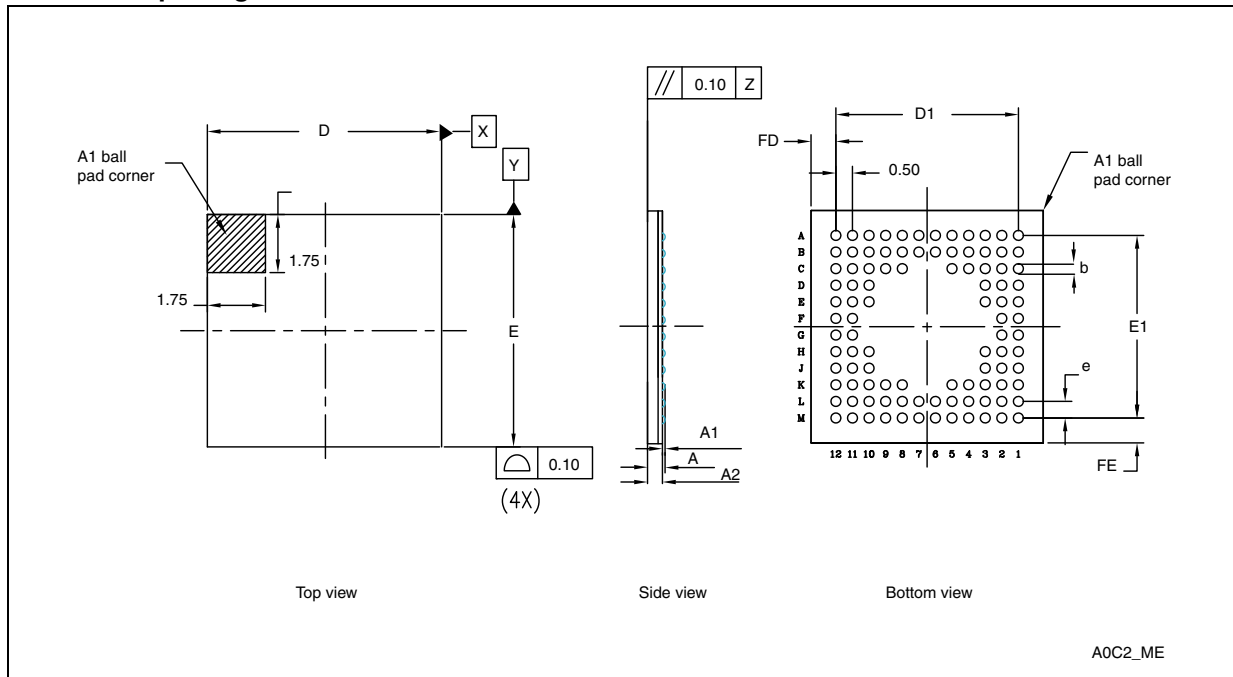 //
0.10
Z
D
X
Y
A1 ball
pad corner
1.75
1.75
E
0.10
(4X)
D1
FD
0.50
A1 ball
pad corner
A
B
C
D
E
F
G
H
J
K
L
M
b
E1
e
FE
12 11 10 9 8 7 6 5 4 3 2 1
A1
A
A2
Top view
Side view
Bottom view
A0C2_ME